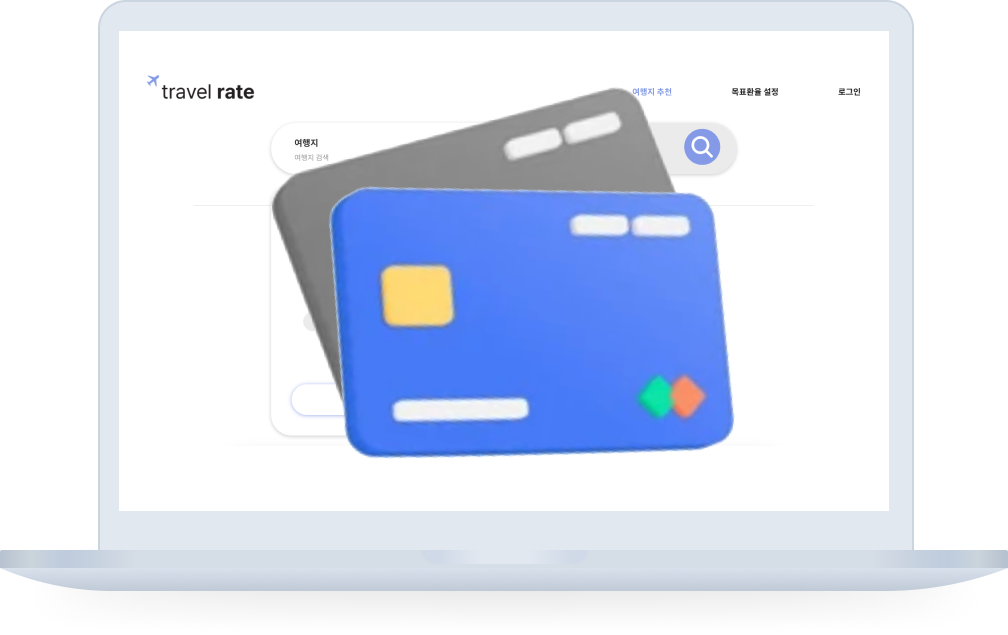 travel rate
여행지 추천
목표환율 설정
로그인
여행지
여행지 검색